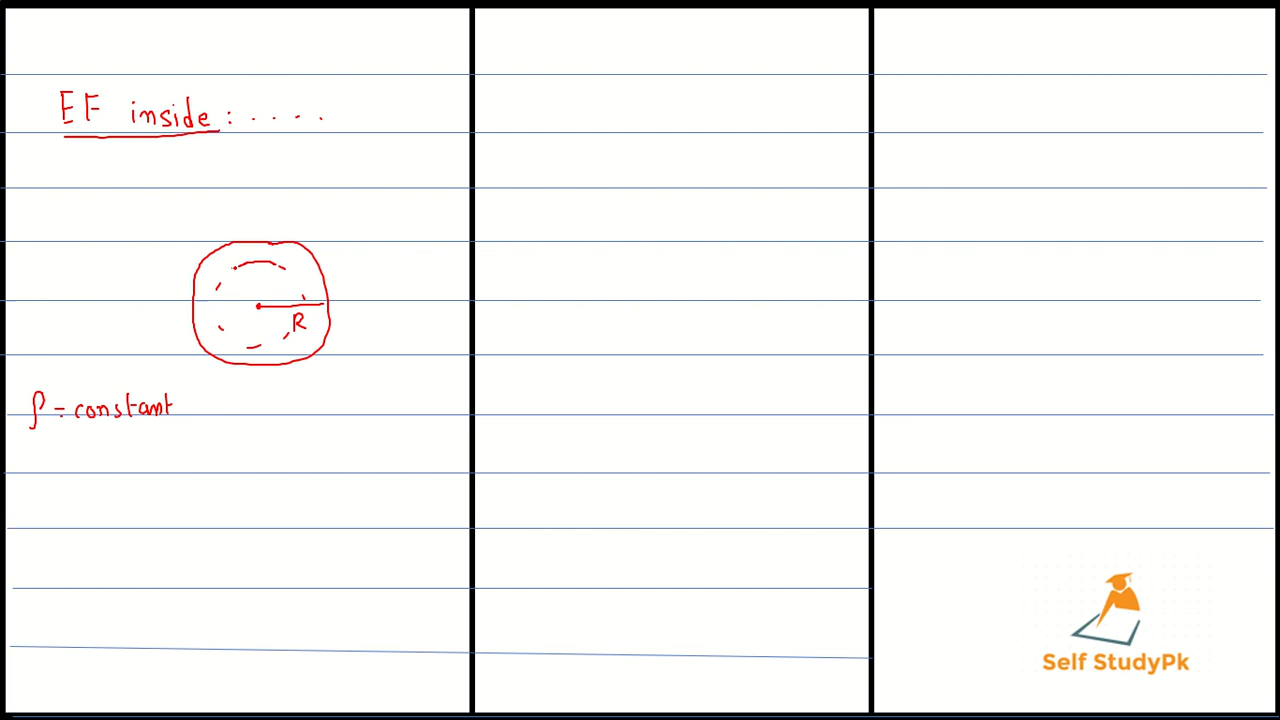 EF inside : . . . .
R
ρ = constant
Self StudyPk